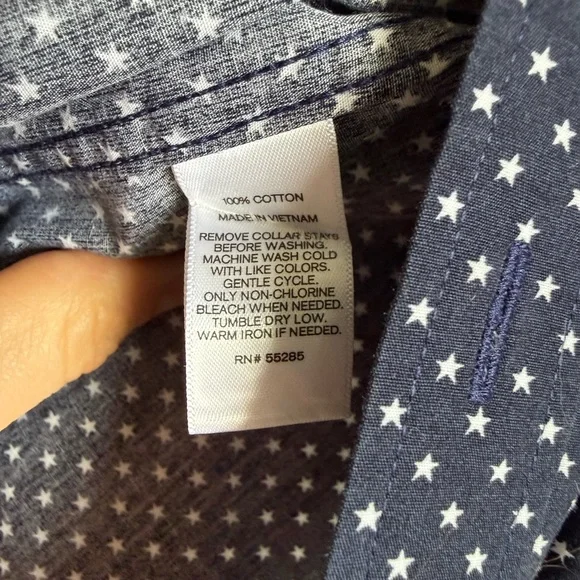 100% COTTON
MADE IN VIETNAM
REMOVE COLLAR STAYS
BEFORE WASHING.
MACHINE WASH COLD
WITH LIKE COLORS.
GENTLE CYCLE.
ONLY NON-CHLORINE
BLEACH WHEN NEEDED.
TUMBLE DRY LOW.
WARM IRON IF NEEDED.
RN# 55285